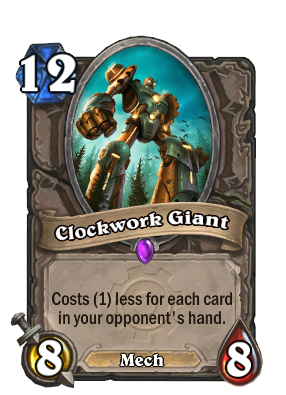 12
Clockwork Giant
Costs (1) less for each card
in your opponent's hand.
8
Mech
8